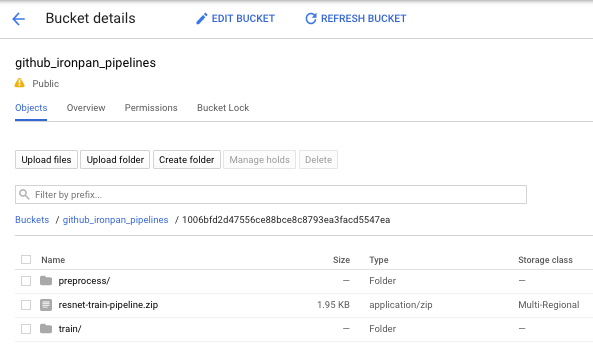 Bucket details EDIT BUCKET REFRESH BUCKET
github_ironpan_pipelines
Public
Objects Overview Permissions Bucket Lock
Upload files Upload folder Create folder Manage holds Delete
Filter by prefix...
Buckets / github_ironpan_pipelines / 1006bfd2d47556ce88bce8c8793ea3facd5547ea
Name Size Type Storage class
preprocess/ — Folder —
resnet-train-pipeline.zip 1.95 KB application/zip Multi-Regional
train/ — Folder —